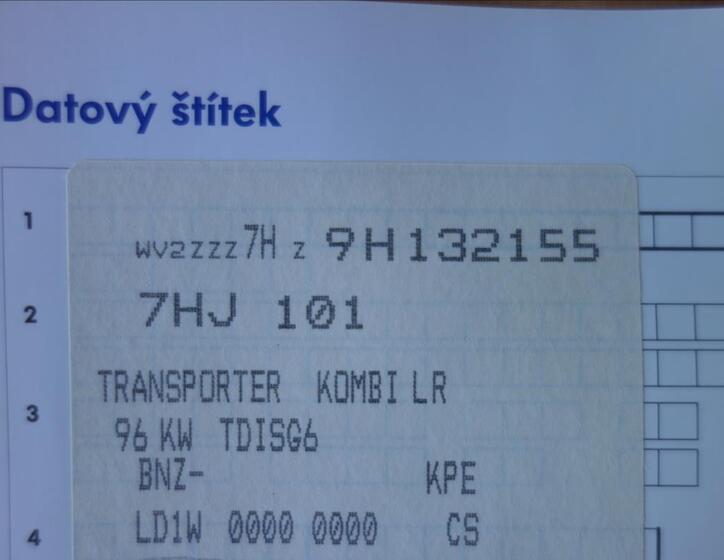 Datový štítek
1
WV2ZZZ7H Z 9H132155
2
7HJ 101
TRANSPORTER KOMBI LR
3
96 KW TDISG6
BNZ- KPE
4
LD1W 0000 0000 CS